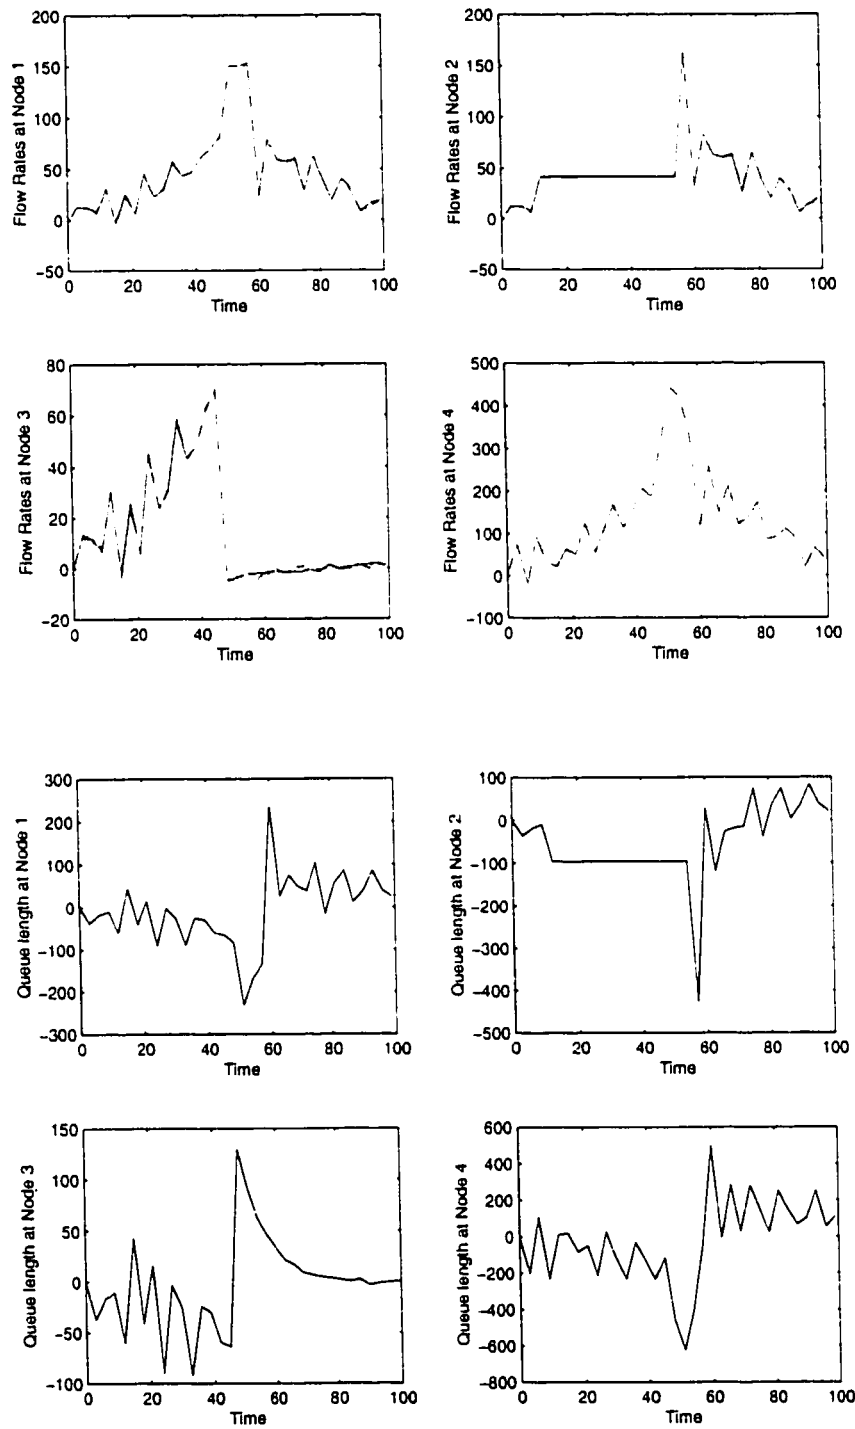 200
150
100
50
0
−50
Flow Rates at Node 1
0 20 40 60 80 100
Time
200
150
100
50
0
−50
Flow Rates at Node 2
0 20 40 60 80 100
Time
80
60
40
20
0
−20
Flow Rates at Node 3
0 20 40 60 80 100
Time
500
400
300
200
100
0
−100
Flow Rates at Node 4
0 20 40 60 80 100
Time
300
200
100
0
−100
−200
−300
Queue length at Node 1
0 20 40 60 80 100
Time
100
0
−100
−200
−300
−400
−500
Queue length at Node 2
0 20 40 60 80 100
Time
150
100
50
0
−50
−100
Queue length at Node 3
0 20 40 60 80 100
Time
600
400
200
0
−200
−400
−600
−800
Queue length at Node 4
0 20 40 60 80 100
Time